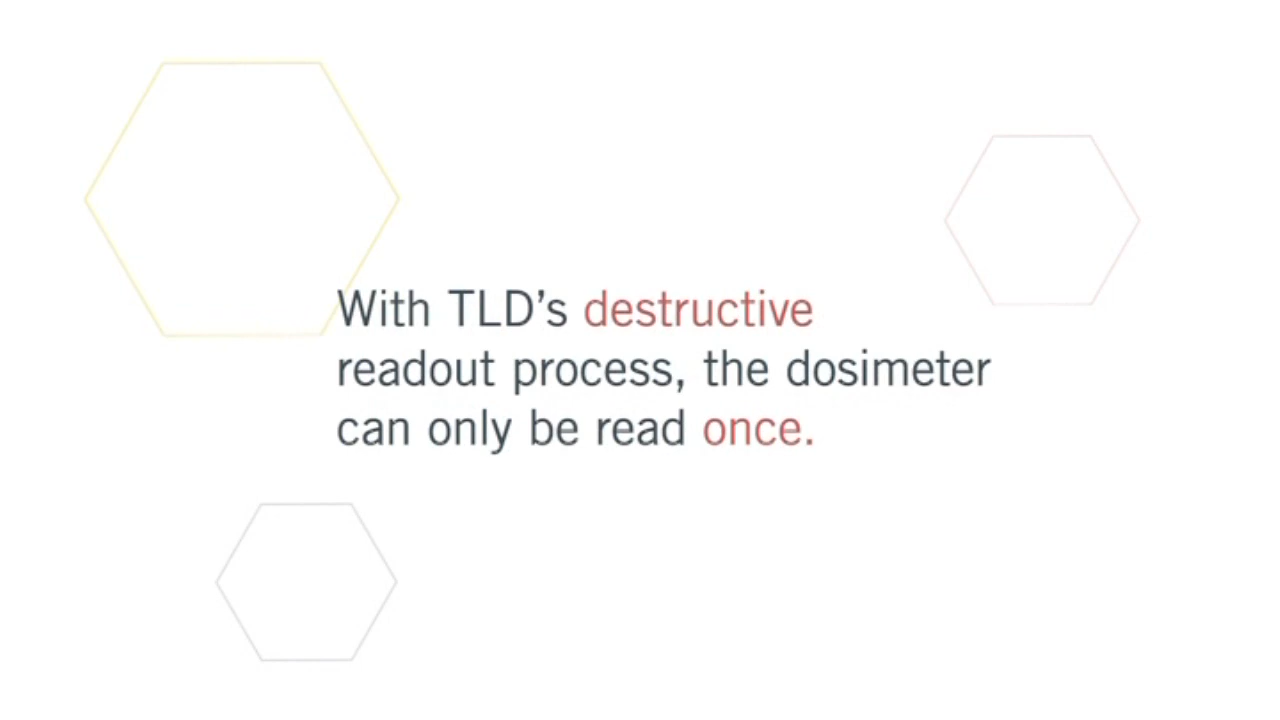 With TLD’s destructive
readout process, the dosimeter
can only be read once.